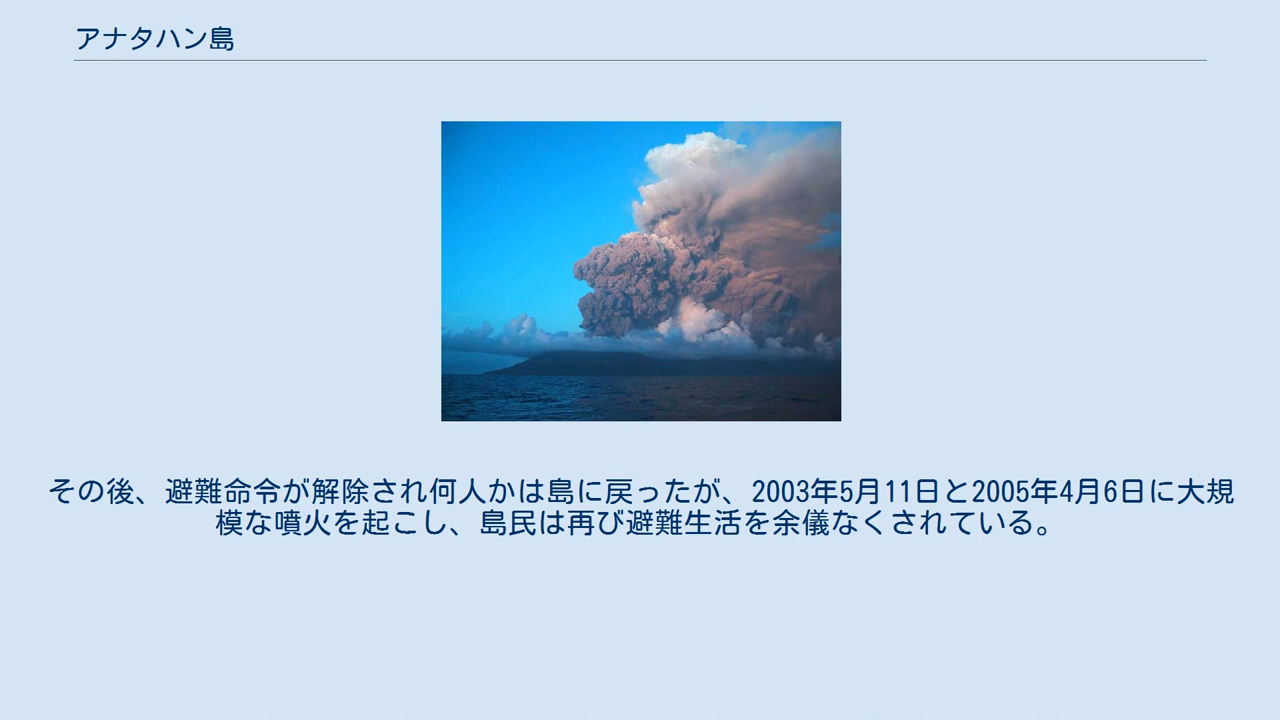 アナタハン島
その後、避難命令が解除され何人かは島に戻ったが、2003年5月11日と2005年4月6日に大規
模な噴火を起こし、島民は再び避難生活を余儀なくされている。